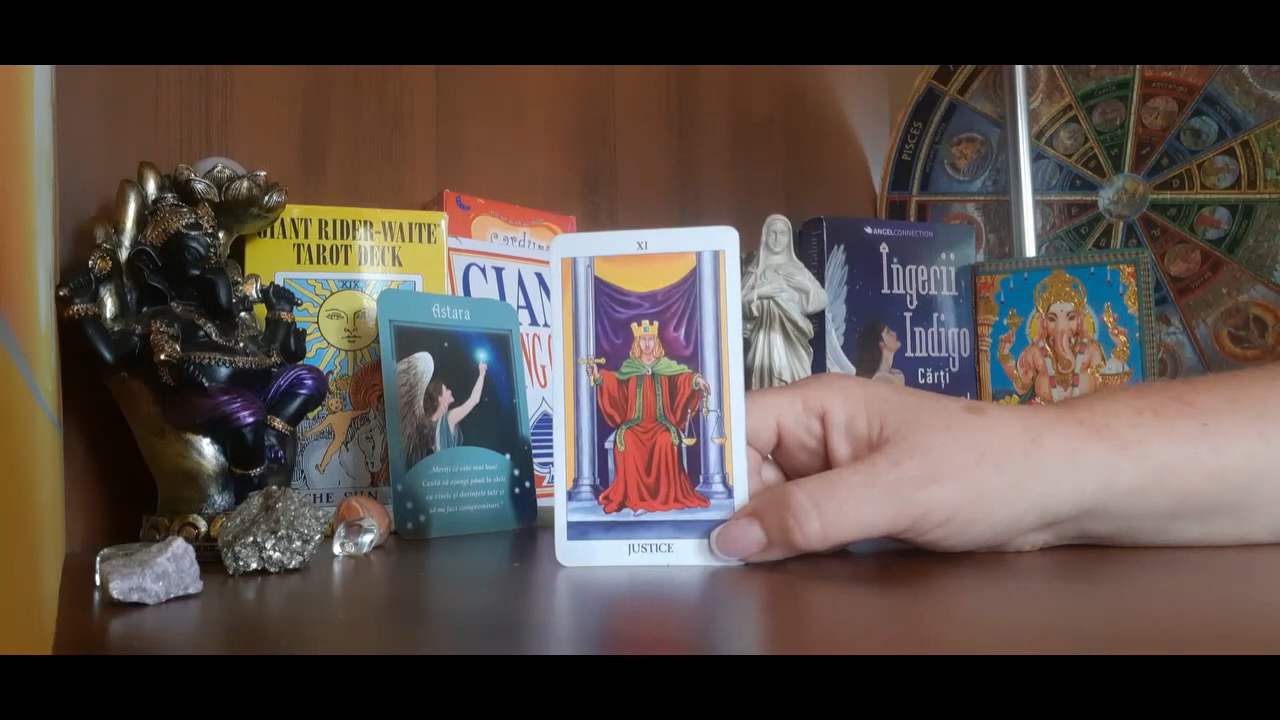 GIANT RIDER-WAITE
TAROT DECK
XIX
THE SUN
Astara
„Meriți ce este mai bun!
Caută să ajungi până la stele
cu visele și dorințele tale și
să nu faci compromisuri."
GIAN
XI
JUSTICE
ANGELCONNECTION
Îngerii
Indigo
Cărți
PISCES